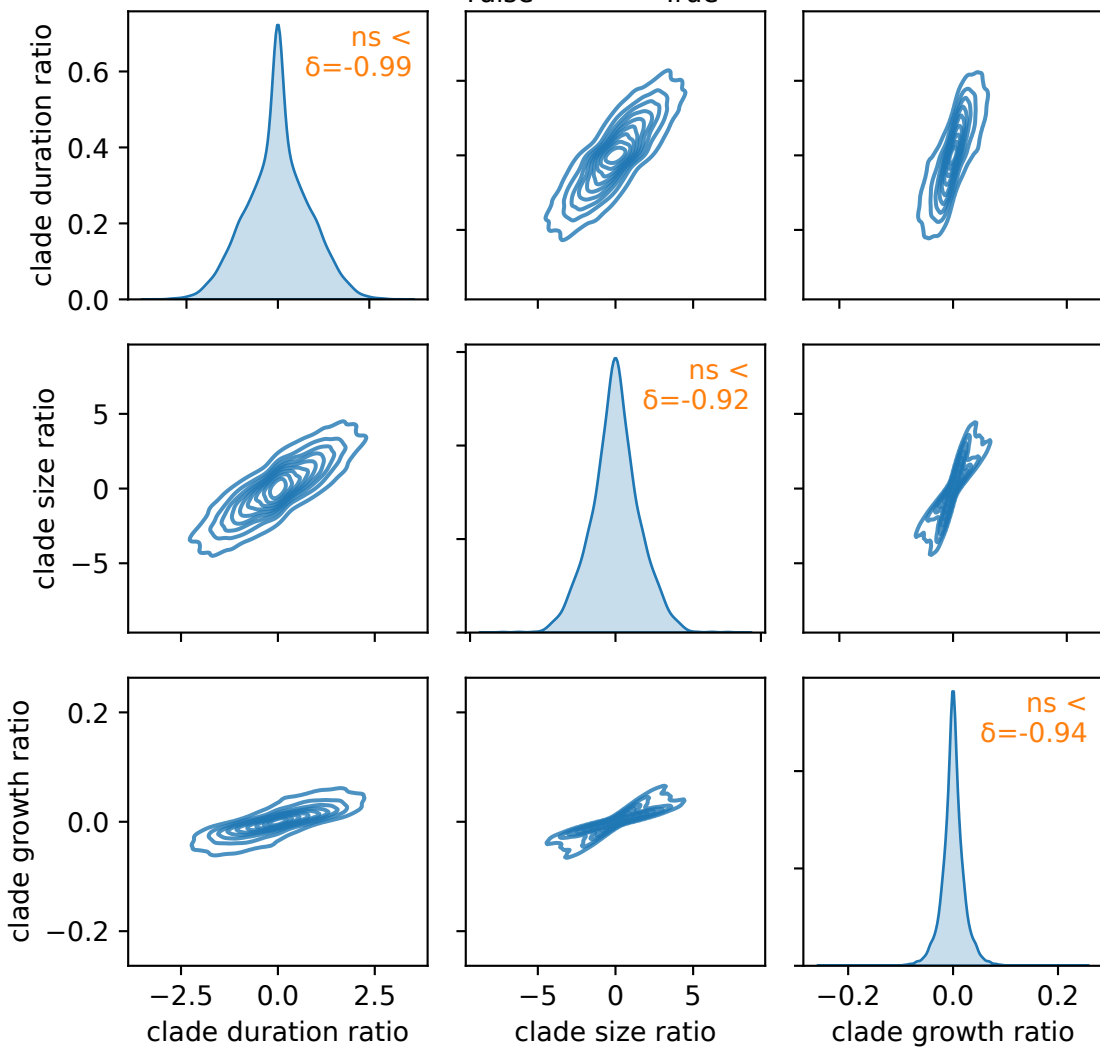 ns <
δ=-0.99
clade duration ratio
0.6
0.4
0.2
0.0
ns <
δ=-0.92
clade size ratio
5
0
−5
ns <
δ=-0.94
clade growth ratio
0.2
0.0
−0.2
−2.5 0.0 2.5
−5 0 5
−0.2 0.0 0.2
clade duration ratio
clade size ratio
clade growth ratio